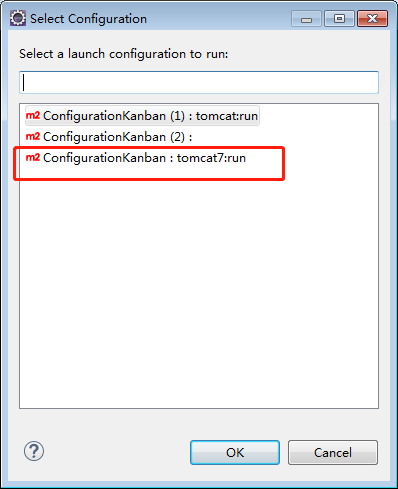 Select Configuration
Select a launch configuration to run:
m2 ConfigurationKanban (1) : tomcat:run
m2 ConfigurationKanban (2) :
m2 ConfigurationKanban : tomcat7:run
?
OK Cancel